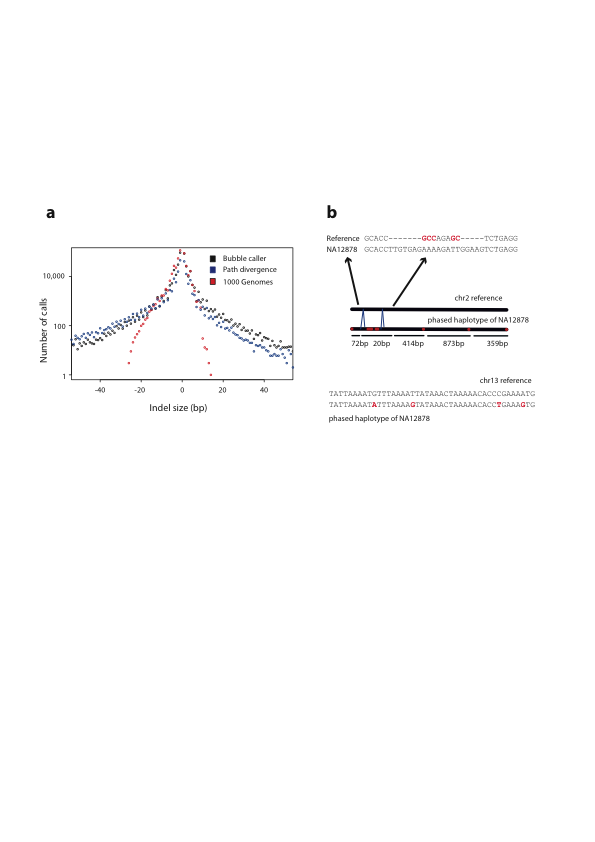 a
Bubble caller
Path divergence
1000 Genomes
Number of calls
10,000
100
1
-40
-20
0
20
40
Indel size (bp)
b
Reference GCACC-------GCCAGAGC-----TCTGAGG
NA12878 GCACCTTGTGAGAAAAGATTGGAAGTCTGAGG
chr2 reference
phased haplotype of NA12878
72bp 20bp 414bp 873bp 359bp
chr13 reference
TATTAAAATGTTTAAAATTATAAACTAAAAACACCCGAAAATG
TATTAAAATATTTAAAAGTATAAACTAAAAACACCTGAAAGTG
phased haplotype of NA12878